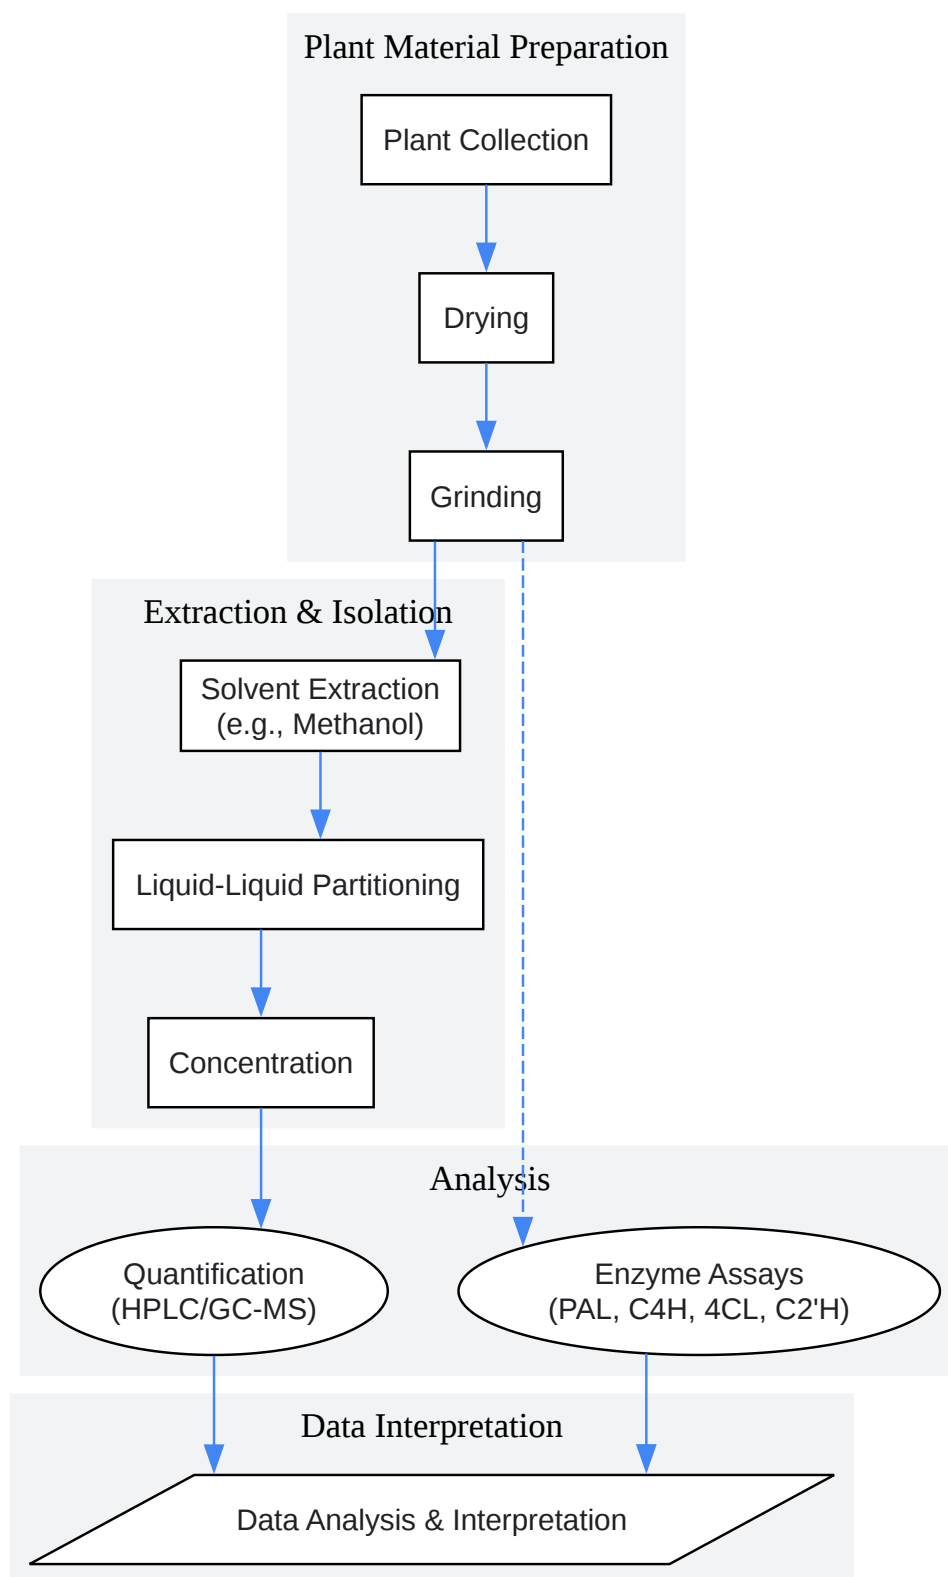 Plant Material Preparation
Plant Collection
Drying
Grinding
Extraction & Isolation
Solvent Extraction
(e.g., Methanol)
Liquid-Liquid Partitioning
Concentration
Analysis
Quantification
(HPLC/GC-MS)
Enzyme Assays
(PAL, C4H, 4CL, C2'H)
Data Interpretation
Data Analysis & Interpretation